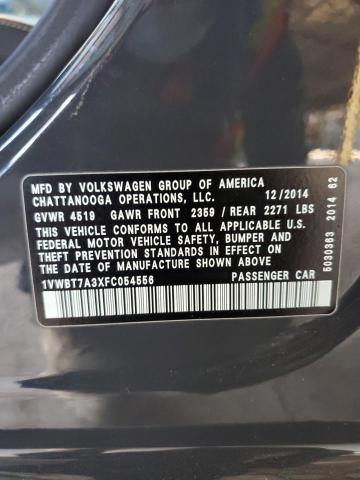 MFD BY VOLKSWAGEN GROUP OF AMERICA
CHATTANOOGA OPERATIONS, LLC. 12/2014
GVWR 4519 GAWR FRONT 2359 / REAR 2271 LBS
THIS VEHICLE CONFORMS TO ALL APPLICABLE U.S.
FEDERAL MOTOR VEHICLE SAFETY, BUMPER AND
THEFT PREVENTION STANDARDS IN EFFECT ON THE
DATE OF MANUFACTURE SHOWN ABOVE
1VWBT7A3XFC054556 PASSENGER CAR
5030363 2014 62